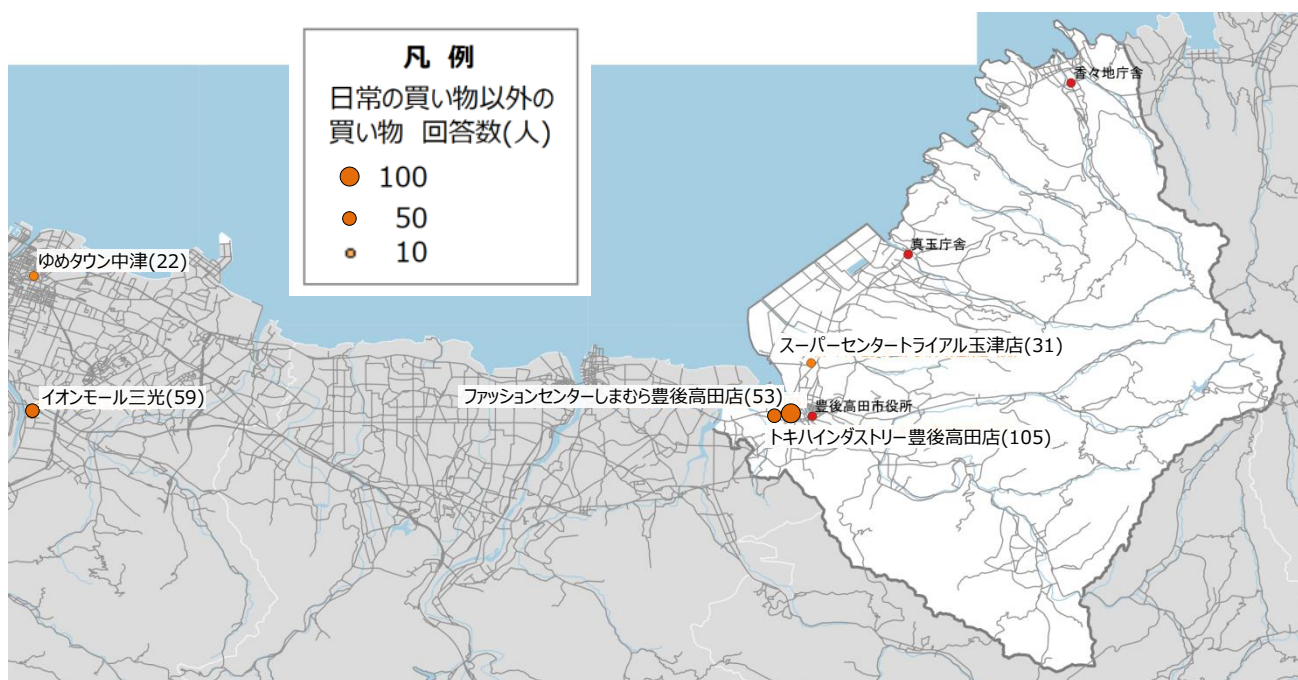 凡 例
日常の買い物以外の
買い物 回答数(人)
100
50
10
香々地庁舎
真玉庁舎
ゆめタウン中津(22)
スーパーセンタートライアル玉津店(31)
イオンモール三光(59)
ファッションセンターしまむら豊後高田店(53)
豊後高田市役所
トキハインダストリー豊後高田店(105)